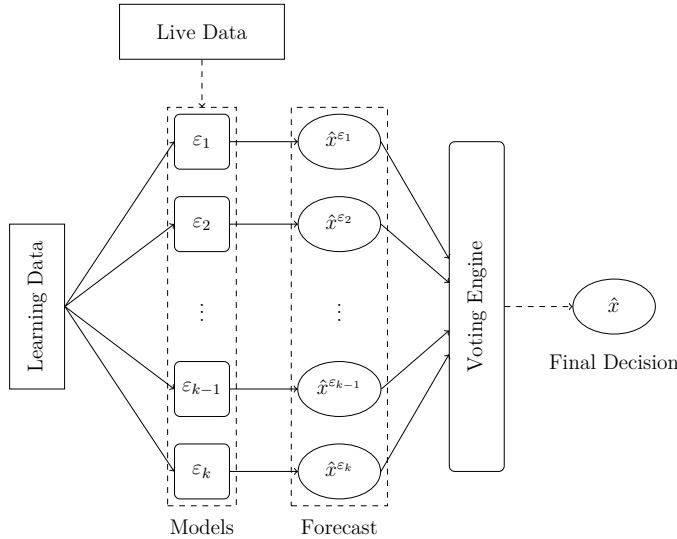 Live Data
Learning Data
ε₁
x̂^ε₁
ε₂
x̂^ε₂
⋮
⋮
εₖ₋₁
x̂^εₖ₋₁
εₖ
x̂^εₖ
Voting Engine
x̂
Final Decision
Models
Forecast